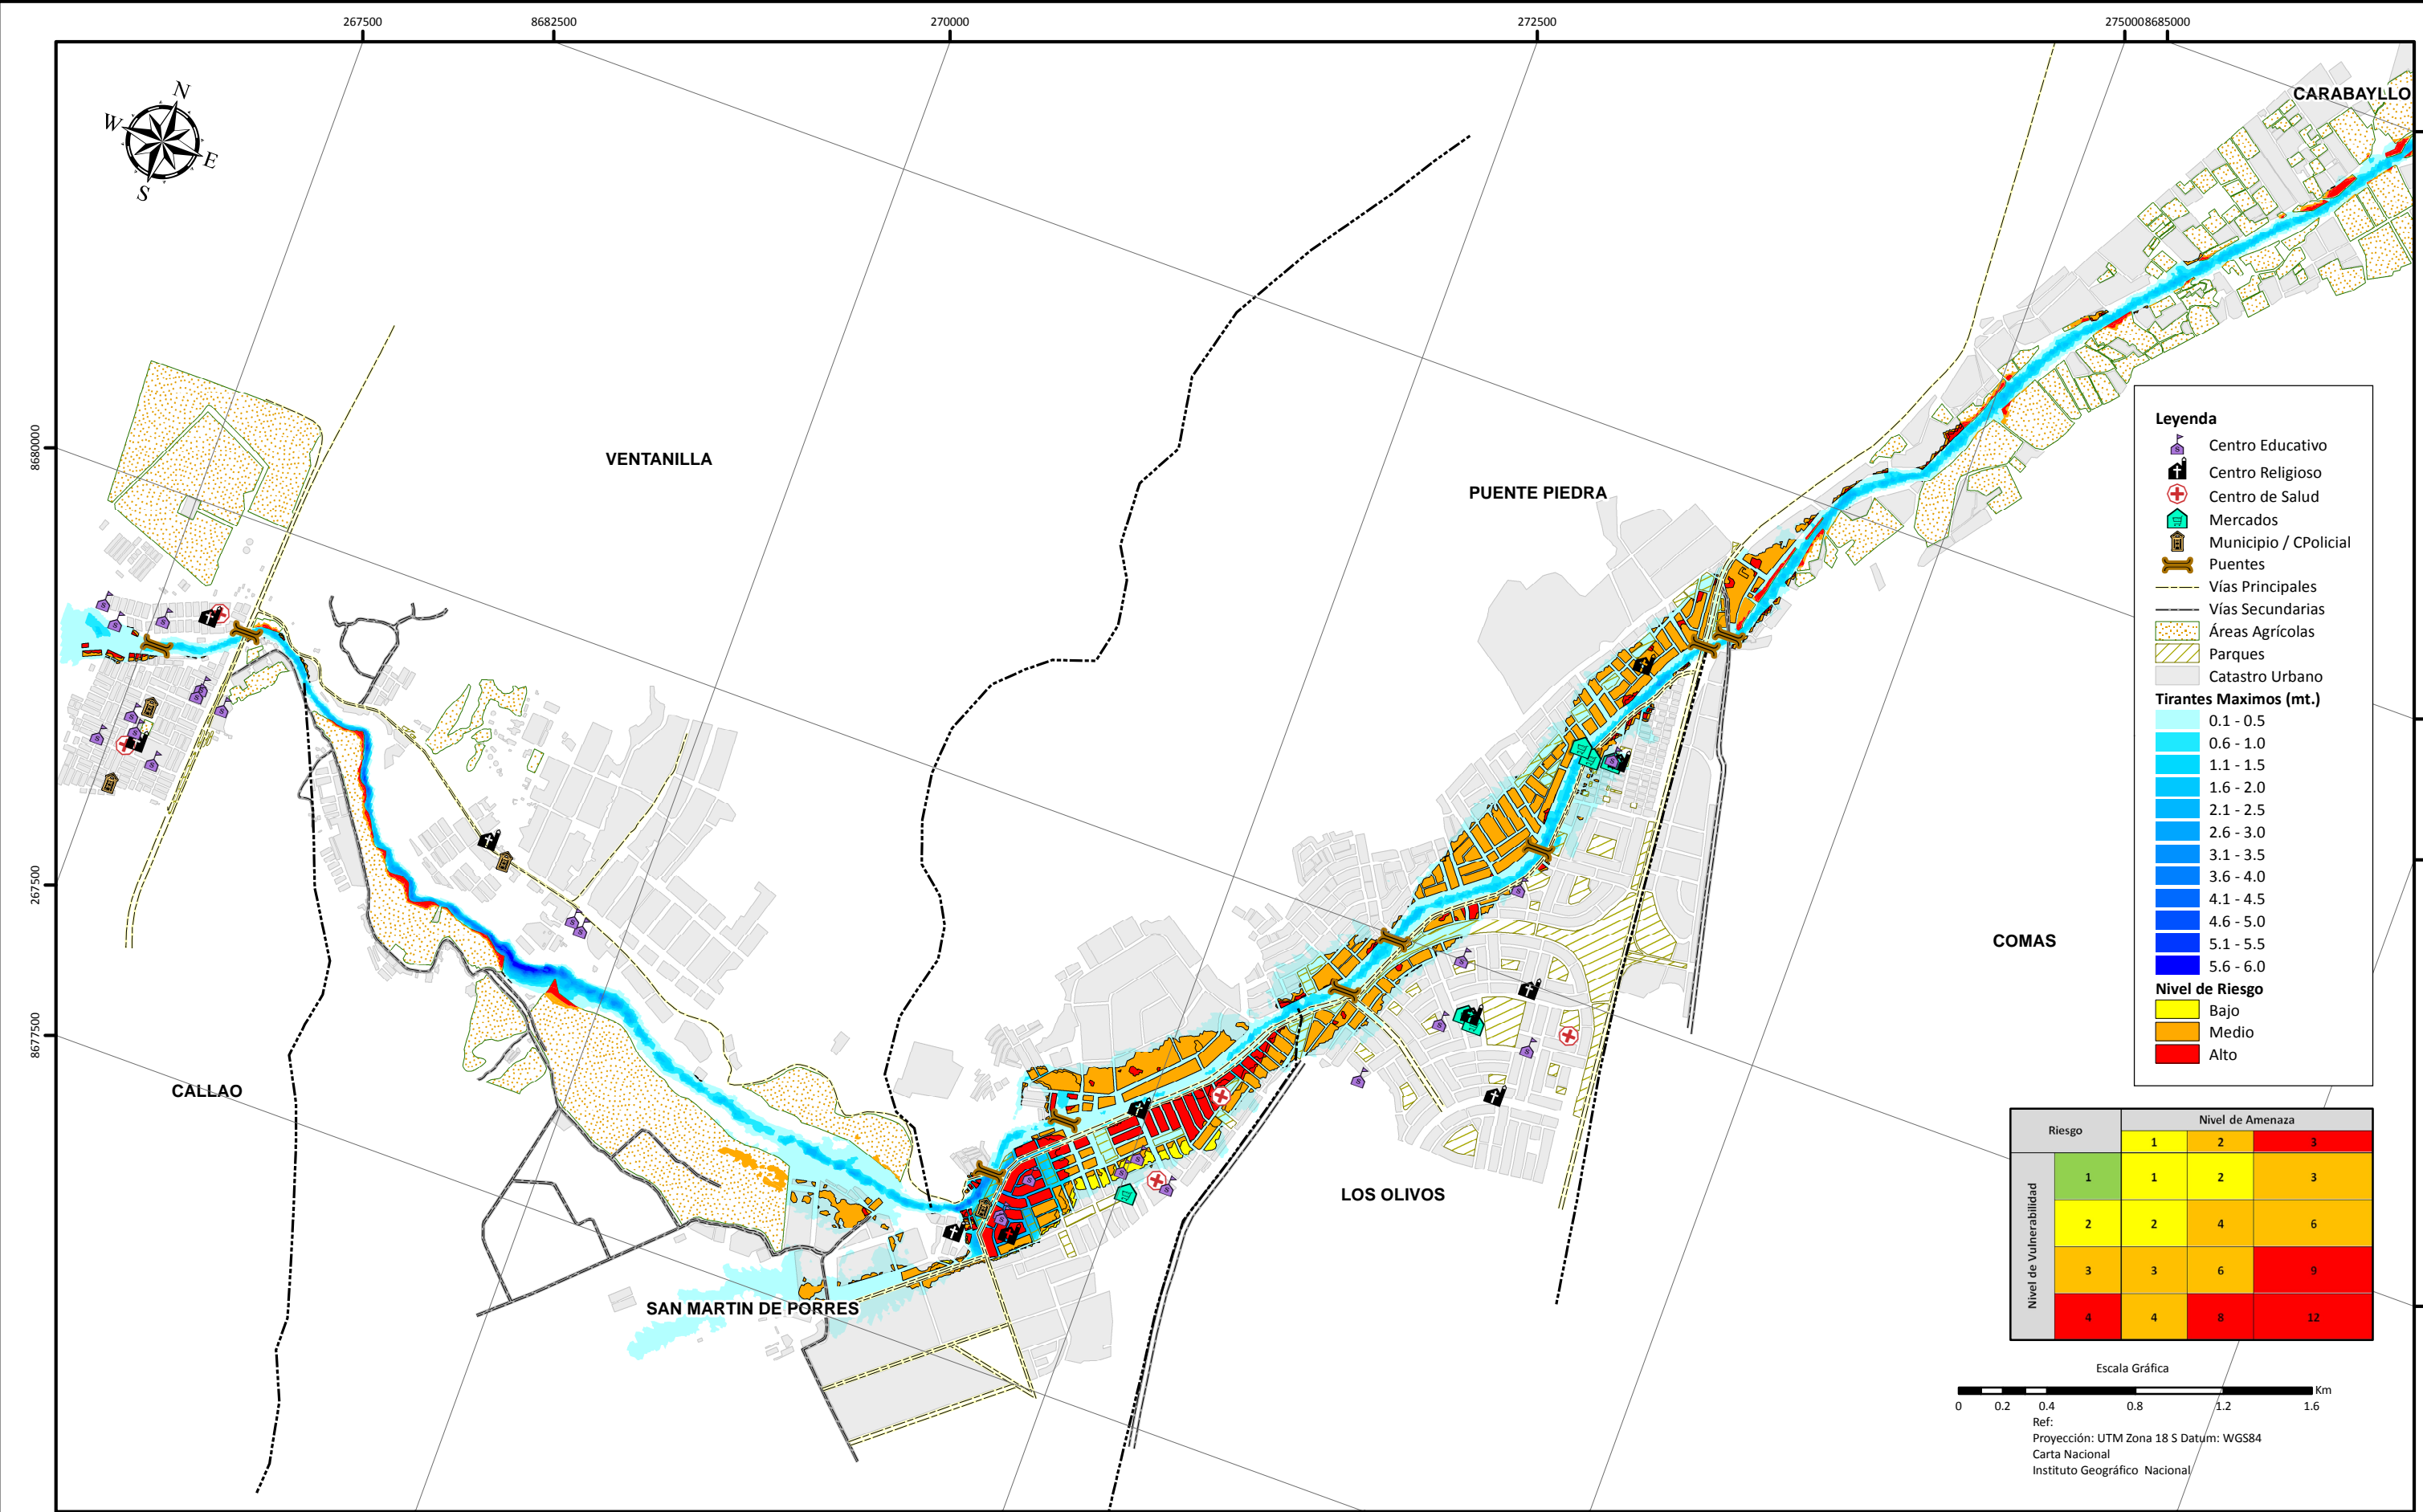 267500
8682500
270000
272500
275000
8685000
N
W
E
S
CARABAYLLO
8680000
VENTANILLA
PUENTE PIEDRA
Leyenda
S Centro Educativo
Centro Religioso
Centro de Salud
Mercados
Municipio / CPolicial
Puentes
Vías Principales
Vías Secundarias
Áreas Agrícolas
Parques
Catastro Urbano
Tirantes Maximos (mt.)
0.1 - 0.5
0.6 - 1.0
1.1 - 1.5
1.6 - 2.0
2.1 - 2.5
2.6 - 3.0
3.1 - 3.5
3.6 - 4.0
4.1 - 4.5
4.6 - 5.0
5.1 - 5.5
5.6 - 6.0
Nivel de Riesgo
Bajo
Medio
Alto
267500
COMAS
8677500
CALLAO
LOS OLIVOS
SAN MARTIN DE PORRES
Riesgo
Nivel de Amenaza
1 2 3
Nivel de Vulnerabilidad
1 1 2 3
2 2 4 6
3 3 6 9
4 4 8 12
Escala Gráfica
Km
0 0.2 0.4 0.8 1.2 1.6
Ref:
Proyección: UTM Zona 18 S Datum: WGS84
Carta Nacional
Instituto Geográfico Nacional